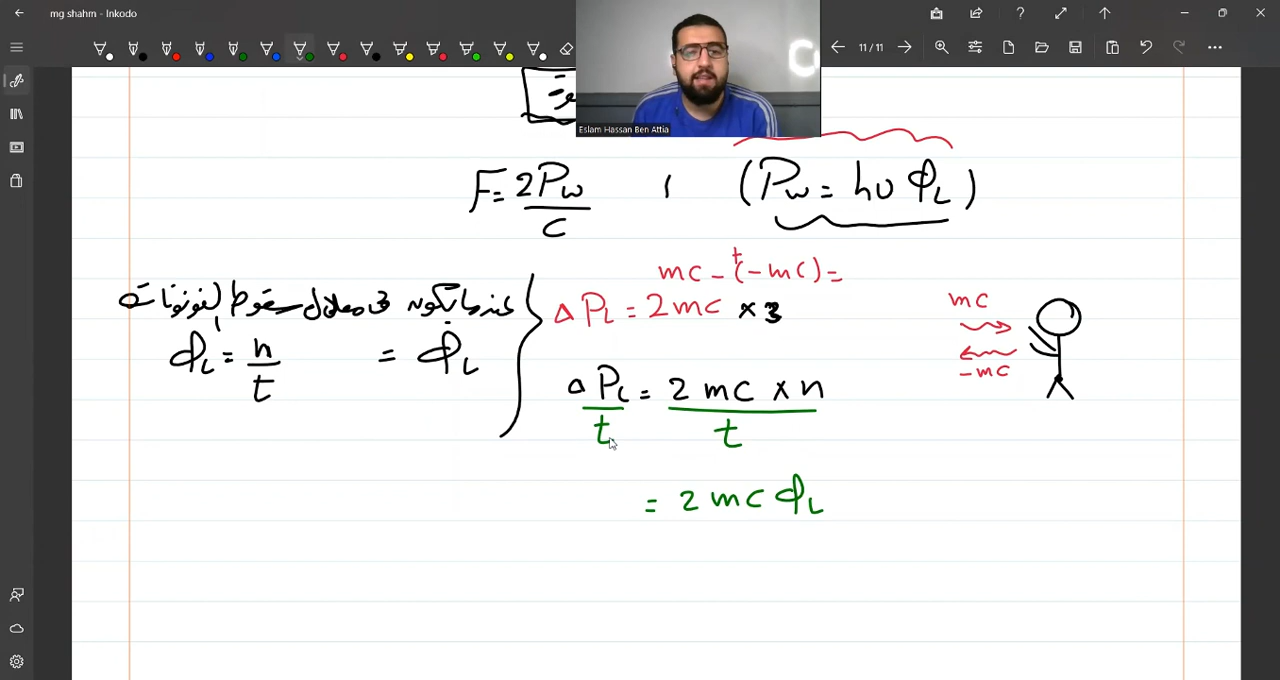 mg shahm - Inkodo
11/11
Eslam Hassan Ben Attia
F = 2Pw / c , (Pw = hυ ΦL)
mc - (-mc) =
+
عندما تكون معدل سقوط الفوتونات
ΔPL = 2mc × 3
mc
-mc
ΦL = n / t = ΦL
ΔPL / t = 2 mc × n / t
= 2 mc ΦL